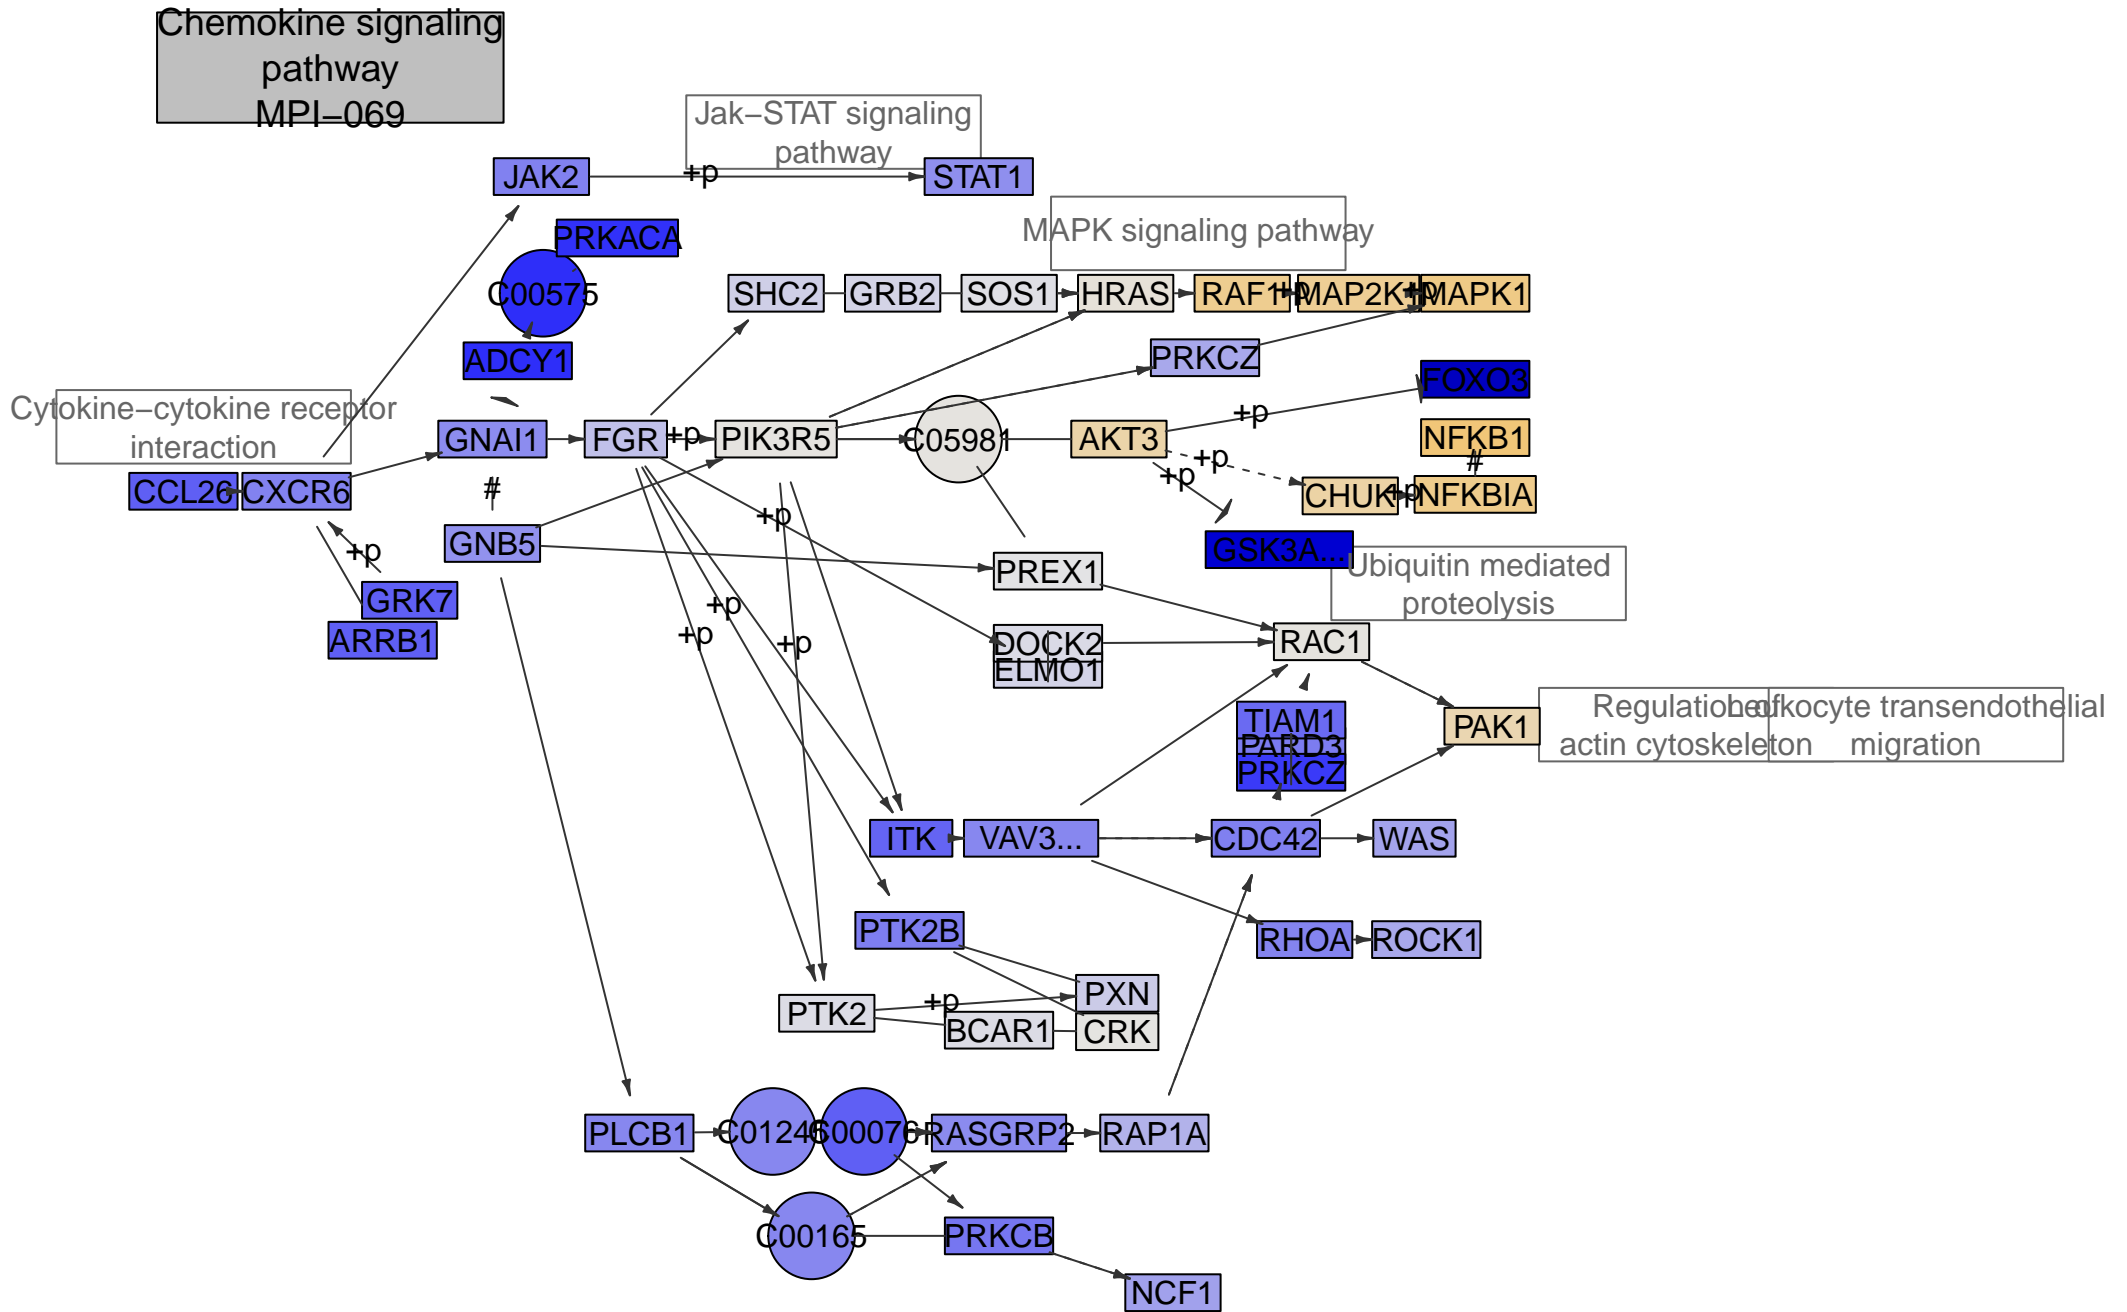 Chemokine signaling
pathway
MPI−069
Jak−STAT signaling
pathway
JAK2
+p
STAT1
PRKACA
MAPK signaling pathway
C00575
SHC2
GRB2
SOS1
HRAS
RAF1
+p
MAP2K1
+p
MAPK1
ADCY1
PRKCZ
FOXO3
Cytokine−cytokine receptor
interaction
+p
GNAI1
FGR
+p
PIK3R5
C05981
AKT3
NFKB1
+p
#
+p
CCL26
CXCR6
#
CHUK
+p
NFKBIA
+p
GNB5
+p
GSK3A...
PREX1
Ubiquitin mediated
proteolysis
GRK7
+p
+p
+p
ARRB1
DOCK2
ELMO1
RAC1
TIAM1
PARD3
PRKCZ
PAK1
Regulation of
actin cytoskeleton
Leukocyte transendothelial
migration
ITK
VAV3...
CDC42
WAS
PTK2B
RHOA
ROCK1
PXN
+p
PTK2
BCAR1
CRK
PLCB1
C01245
C00076
RASGRP2
RAP1A
C00165
PRKCB
NCF1